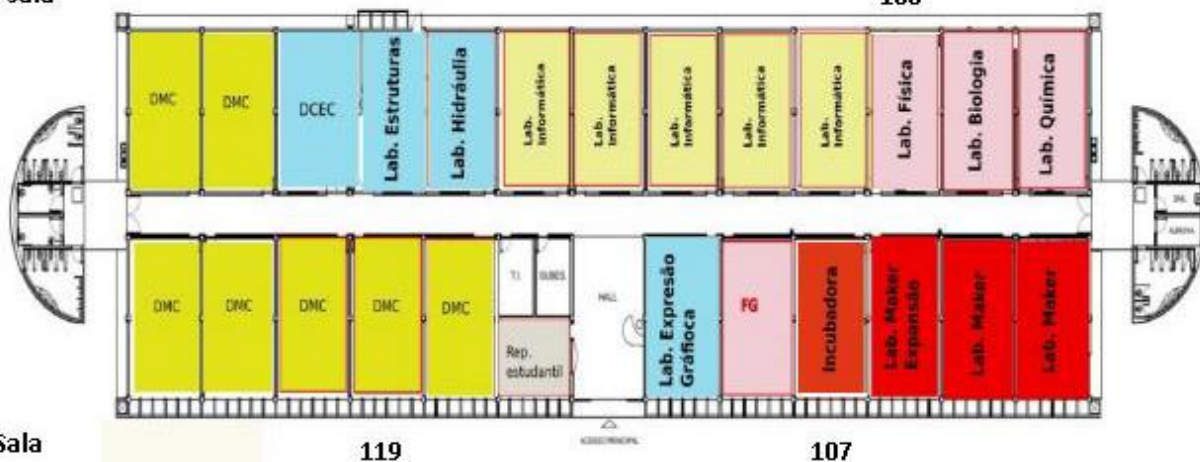 DMC
DMC
DCEC
Lab. Estruturas
Lab. Hidráulia
Lab.
Informática
Lab.
Informática
Lab.
Informática
Lab.
Informática
Lab.
Informática
Lab. Física
Lab. Biologia
Lab. Química
DMC
DMC
DMC
DMC
DMC
T.I.
HALL
Rep.
estudantil
Lab. Expresão
Gráfioca
FG
Incubadora
Lab. Maker
Expansão
Lab. Maker
Lab. Maker
ACESSO PRINCIPAL
Sala
119
107